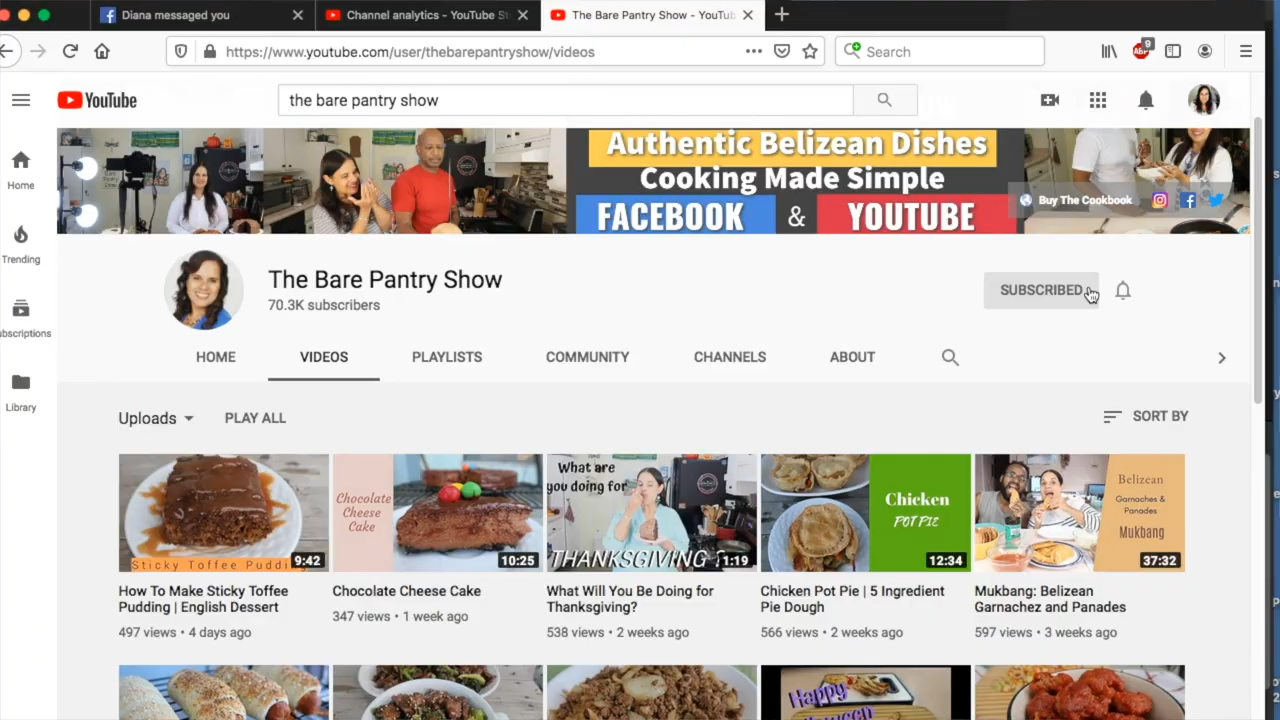 Diana messaged you
Channel analytics - YouTube St
The Bare Pantry Show - YouTub
https://www.youtube.com/user/thebarepantryshow/videos
Search
ABP
9
YouTube
the bare pantry show
Authentic Belizean Dishes
Cooking Made Simple
FACEBOOK & YOUTUBE
Buy The Cookbook
Home
Trending
ubscriptions
Library
The Bare Pantry Show
70.3K subscribers
SUBSCRIBED
HOME
VIDEOS
PLAYLISTS
COMMUNITY
CHANNELS
ABOUT
Uploads
PLAY ALL
SORT BY
Sticky Toffee Puddin
9:42
How To Make Sticky Toffee
Pudding | English Dessert
497 views • 4 days ago
Chocolate
Cheese
Cake
10:25
Chocolate Cheese Cake
347 views • 1 week ago
What are
you doing for
THANKSGIVING ?
1:19
What Will You Be Doing for
Thanksgiving?
538 views • 2 weeks ago
Chicken
POT PIE
12:34
Chicken Pot Pie | 5 Ingredient
Pie Dough
566 views • 2 weeks ago
Belizean
Garnaches &
Panades
Mukbang
37:32
Mukbang: Belizean
Garnachez and Panades
597 views • 3 weeks ago
Happy